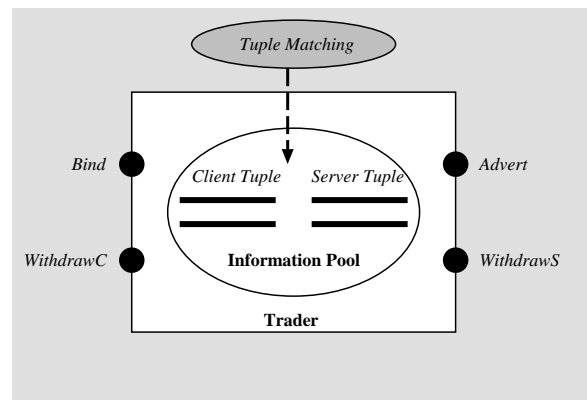 Tuple Matching
Bind
Advert
Client Tuple
Server Tuple
WithdrawC
Information Pool
WithdrawS
Trader